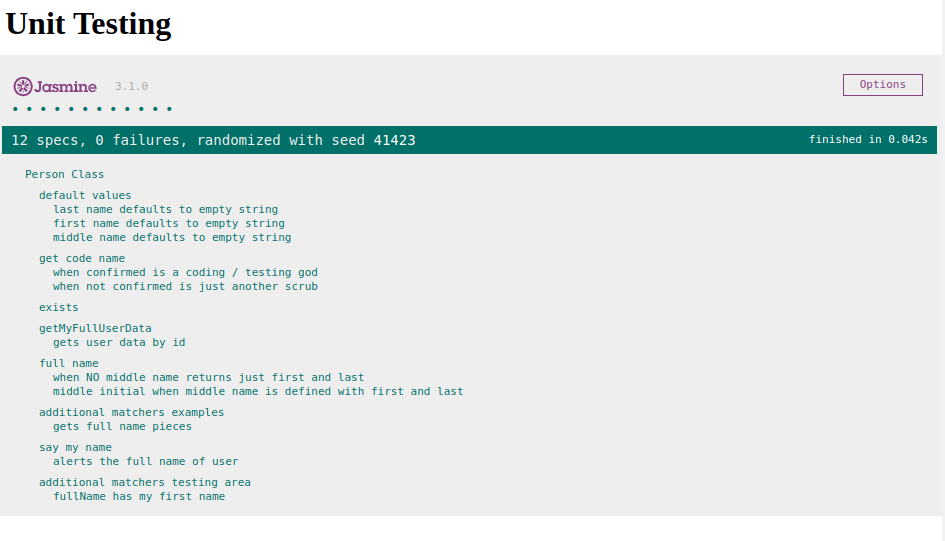 Unit Testing
Jasmine 3.1.0 Options
• • • • • • • • • • • •
12 specs, 0 failures, randomized with seed 41423 finished in 0.042s
Person Class
default values
last name defaults to empty string
first name defaults to empty string
middle name defaults to empty string
get code name
when confirmed is a coding / testing god
when not confirmed is just another scrub
exists
getMyFullUserData
gets user data by id
full name
when NO middle name returns just first and last
middle initial when middle name is defined with first and last
additional matchers examples
gets full name pieces
say my name
alerts the full name of user
additional matchers testing area
fullName has my first name